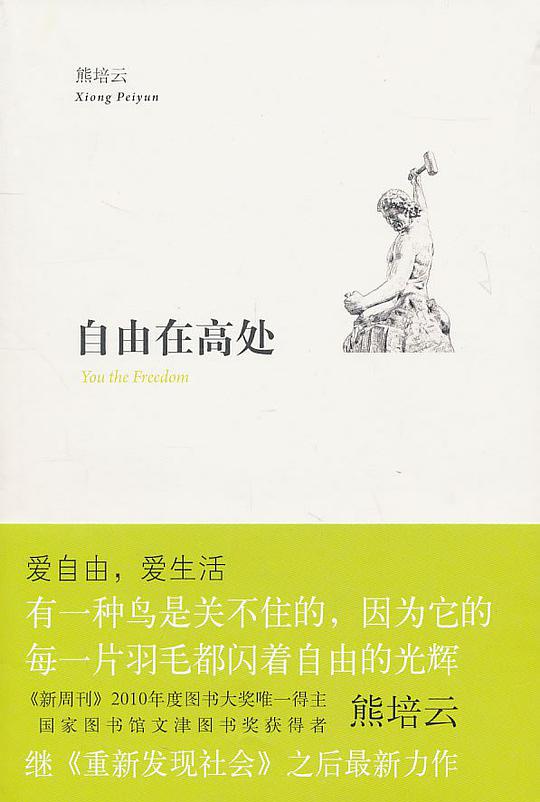 熊培云
Xiong Peiyun
自由在高处
You the Freedom
爱自由，爱生活
有一种鸟是关不住的，因为它的
每一片羽毛都闪着自由的光辉
《新周刊》2010年度图书大奖唯一得主
国家图书馆文津图书奖获得者
熊培云
继《重新发现社会》之后最新力作